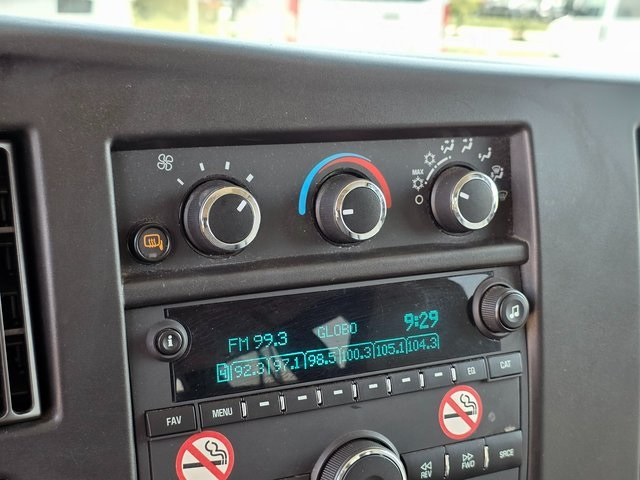 MAX
FM 99.3 GLOBO 9:29
4 92.3 97.1 98.5 100.3 105.1 104.3
FAV MENU EQ CAT
REV FWD SRCE